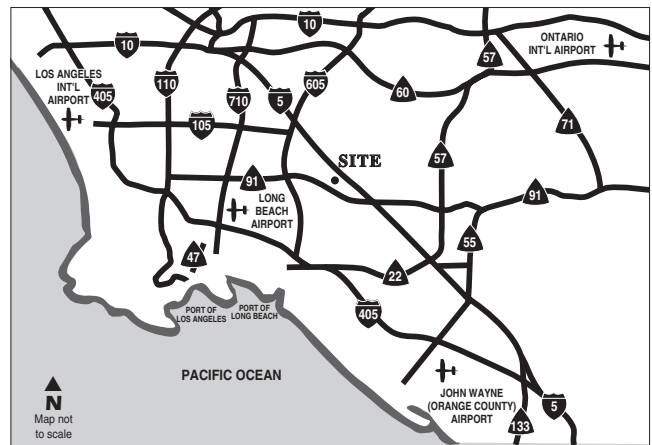 10
ONTARIO
INT'L AIRPORT
57
10
LOS ANGELES
INT'L
AIRPORT
405
110
710
5
605
60
71
105
57
SITE
91
91
LONG
BEACH
AIRPORT
55
47
22
PORT OF
LOS ANGELES
PORT OF
LONG BEACH
405
PACIFIC OCEAN
N
Map not
to scale
JOHN WAYNE
(ORANGE COUNTY)
AIRPORT
5
133